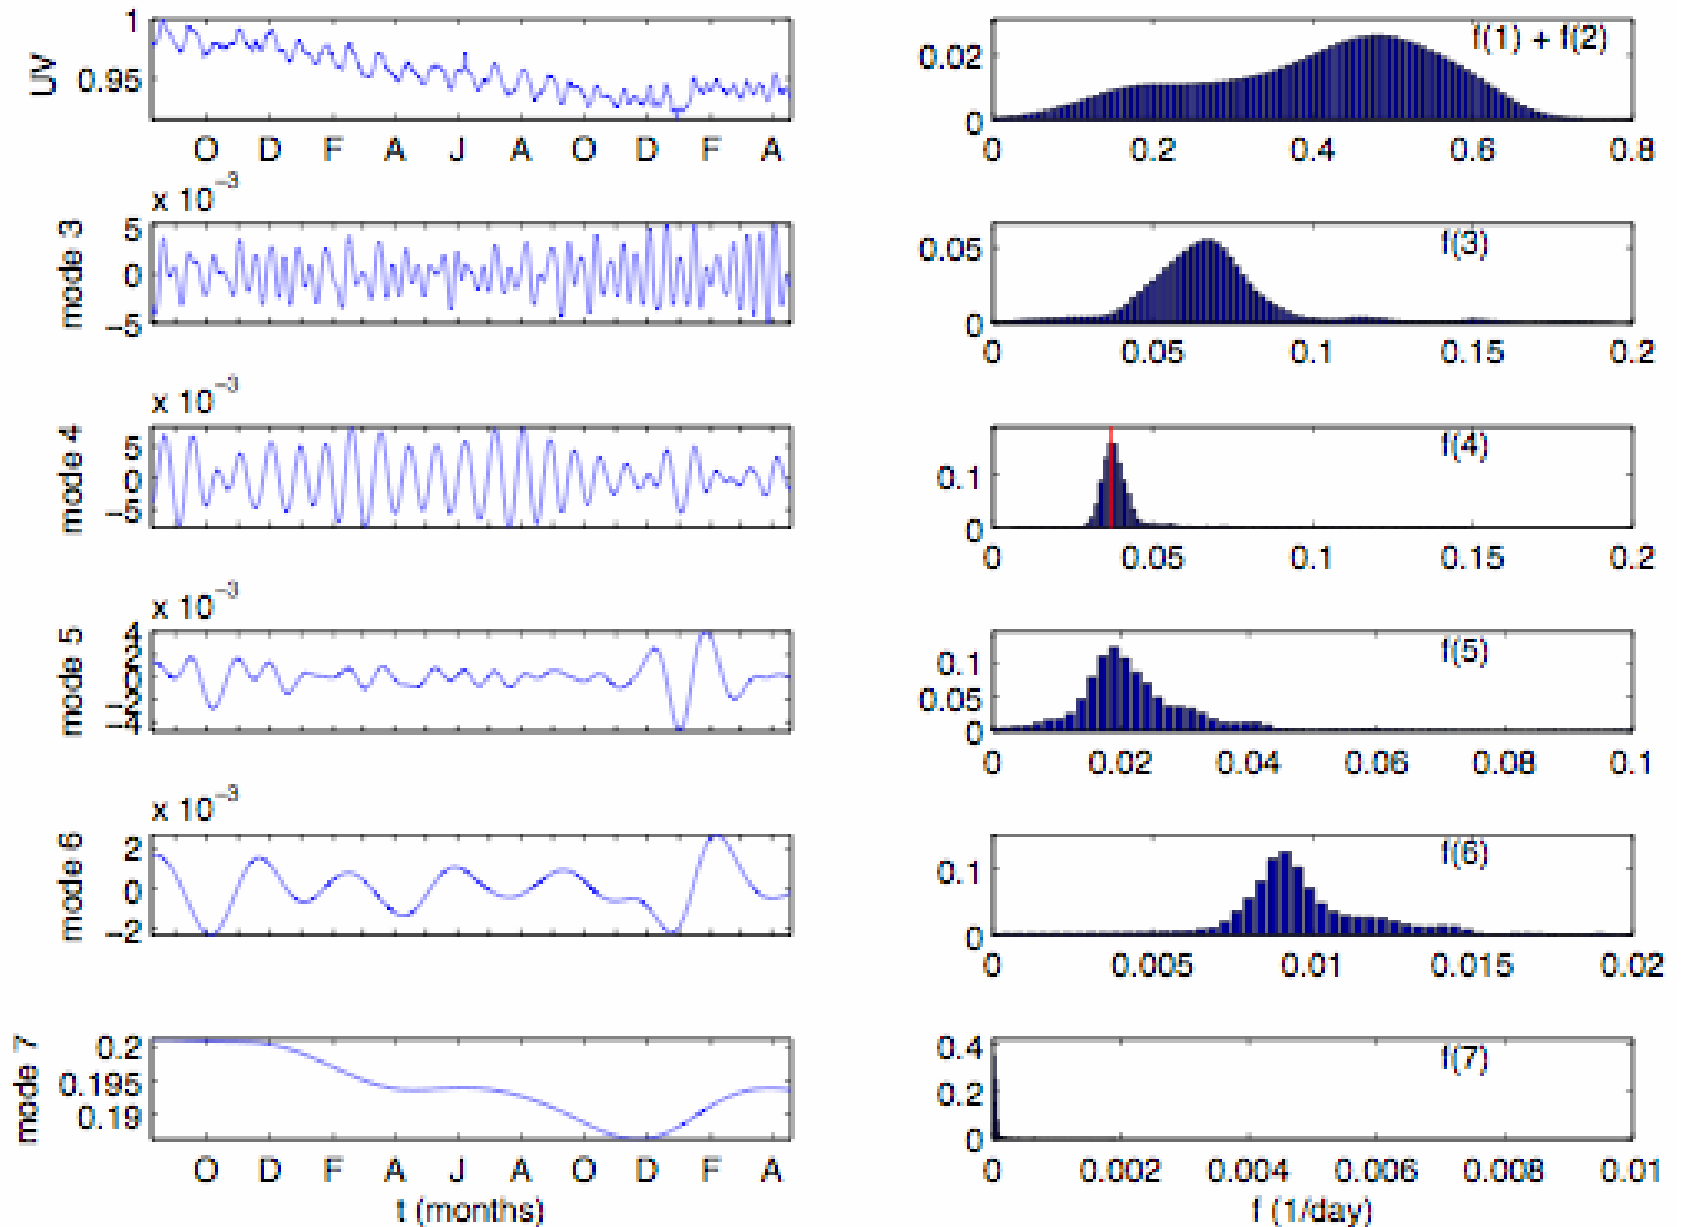 UV
1
0.95
O D F A J A O D F A
f(1) + f(2)
0.02
0
0 0.2 0.4 0.6 0.8
x 10^-3
mode 3
5
0
-5
f(3)
0.05
0
0 0.05 0.1 0.15 0.2
x 10^-3
mode 4
5
0
-5
f(4)
0.1
0
0 0.05 0.1 0.15 0.2
x 10^-3
mode 5
4
-4
f(5)
0.1
0.05
0
0 0.02 0.04 0.06 0.08 0.1
x 10^-3
mode 6
2
0
-2
f(6)
0.1
0
0 0.005 0.01 0.015 0.02
mode 7
0.2
0.195
0.19
O D F A J A O D F A
t (months)
f(7)
0.4
0.2
0
0 0.002 0.004 0.006 0.008 0.01
f (1/day)